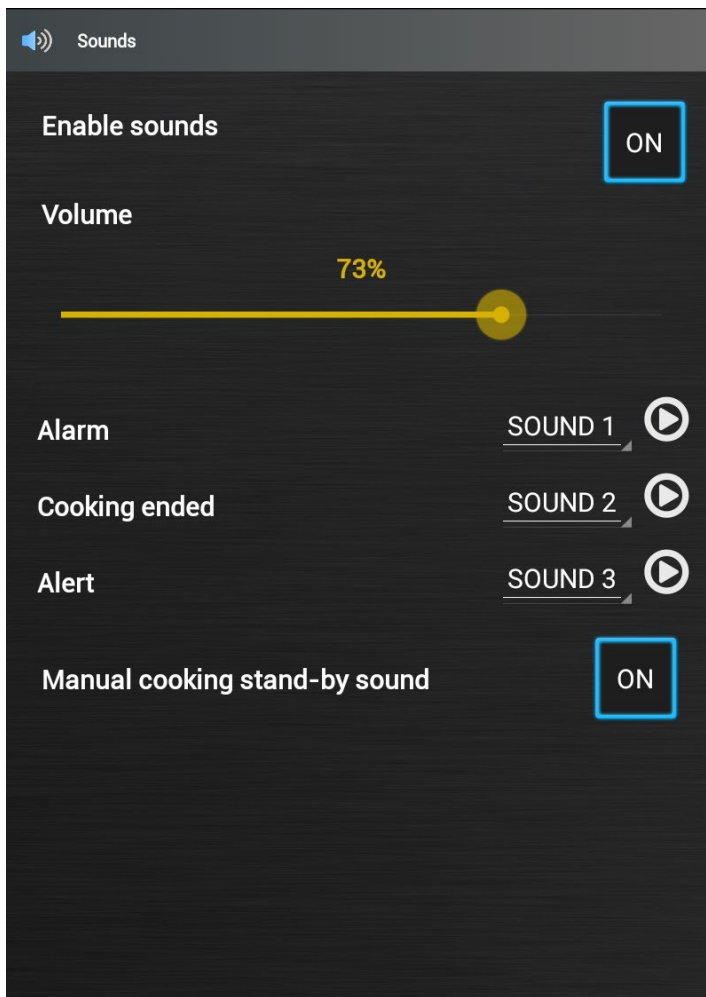 Sounds
Enable sounds
ON
Volume
73%
Alarm
SOUND 1
Cooking ended
SOUND 2
Alert
SOUND 3
Manual cooking stand-by sound
ON